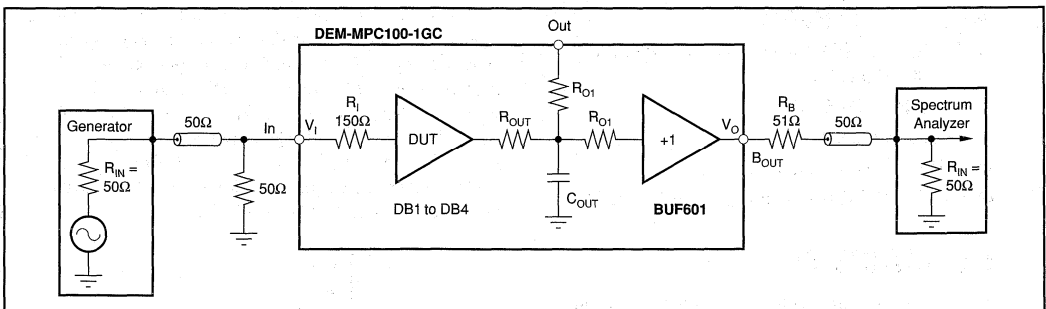 DEM-MPC100-1GC
Out
Generator
R_IN =
50Ω
50Ω
In
50Ω
V_I
R_I
150Ω
DUT
DB1 to DB4
R_OUT
R_O1
R_O1
C_OUT
+1
BUF601
V_O
B_OUT
R_B
51Ω
50Ω
Spectrum
Analyzer
R_IN =
50Ω